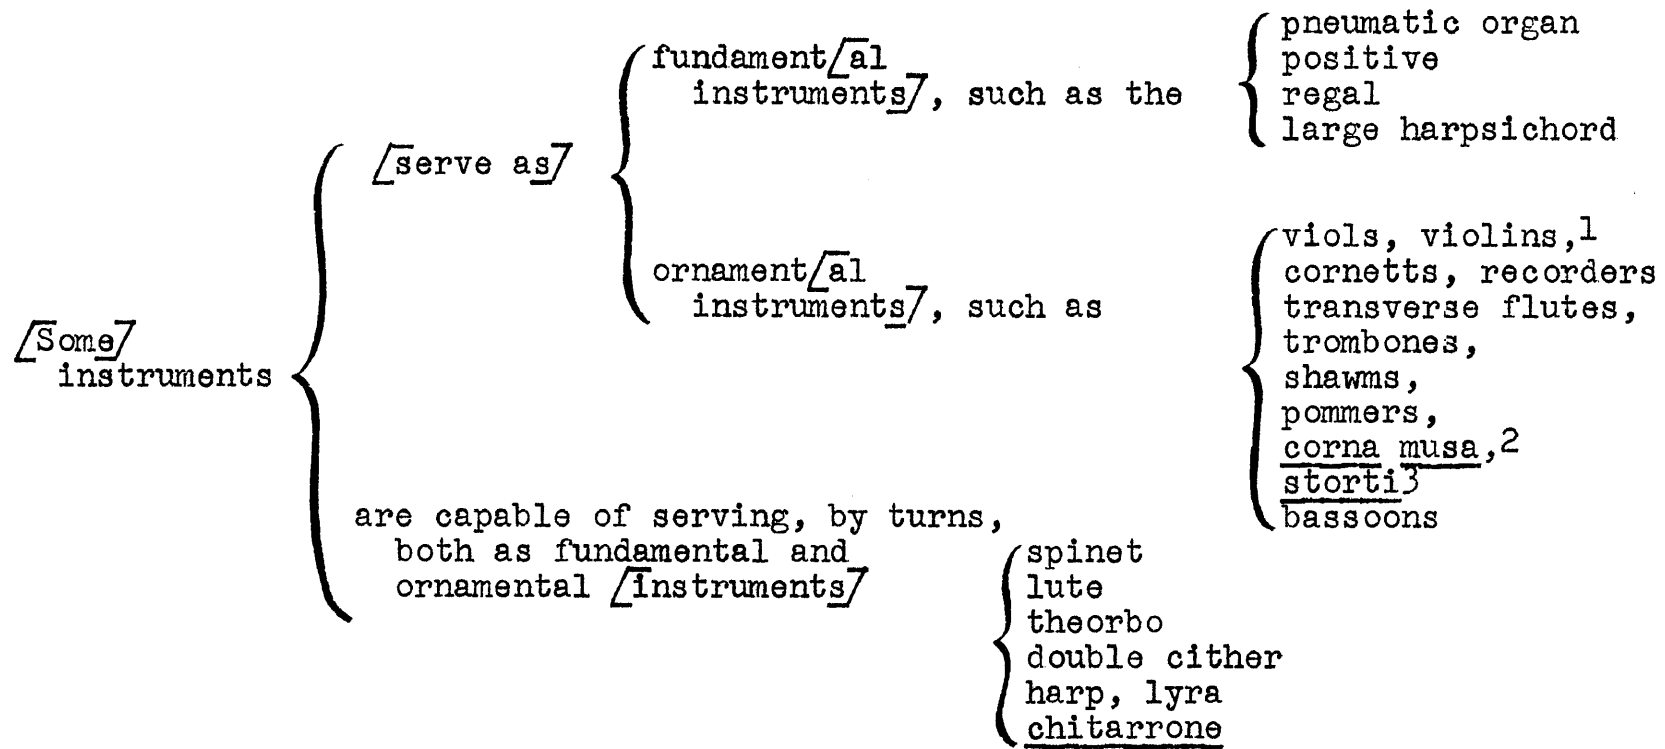 [Some]
instruments
[serve as]
fundament[al
instruments], such as the
pneumatic organ
positive
regal
large harpsichord
ornament[al
instruments], such as
viols, violins,1
cornetts, recorders
transverse flutes,
trombones,
shawms,
pommers,
corna musa,2
storti3
bassoons
are capable of serving, by turns,
both as fundamental and
ornamental [instruments]
spinet
lute
theorbo
double cither
harp, lyra
chitarrone